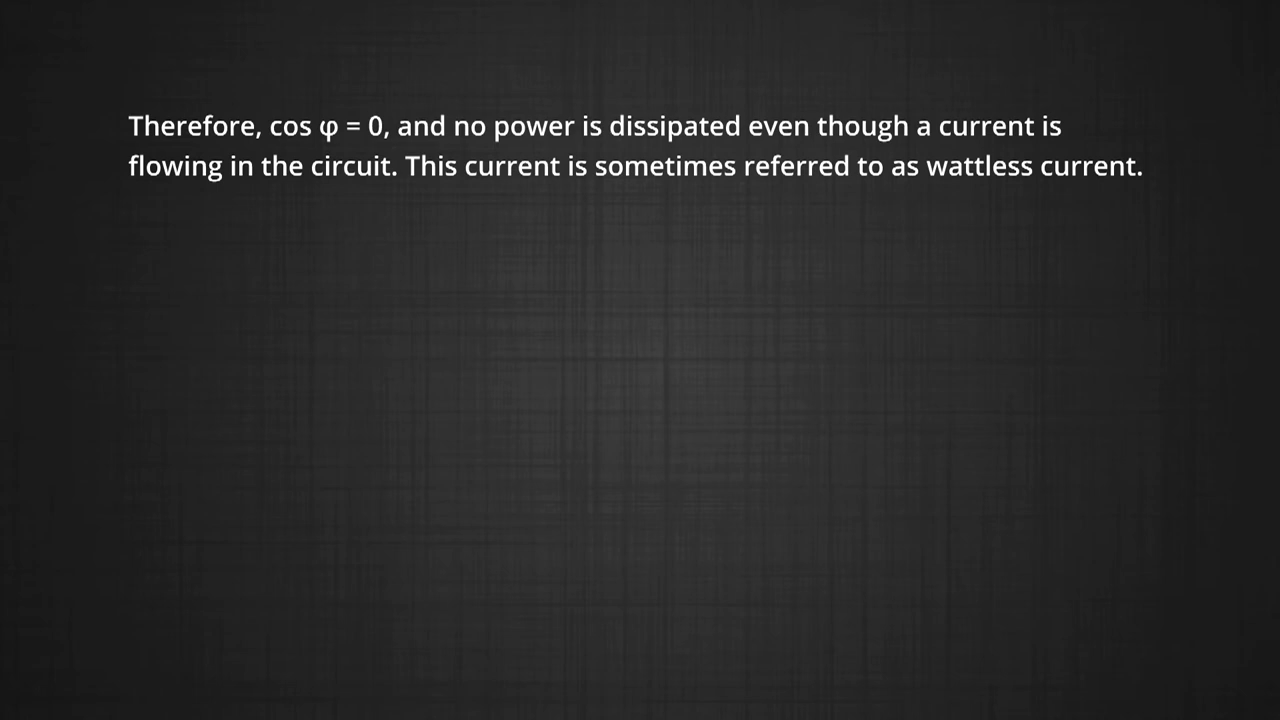 Therefore, cos φ = 0, and no power is dissipated even though a current is
flowing in the circuit. This current is sometimes referred to as wattless current.